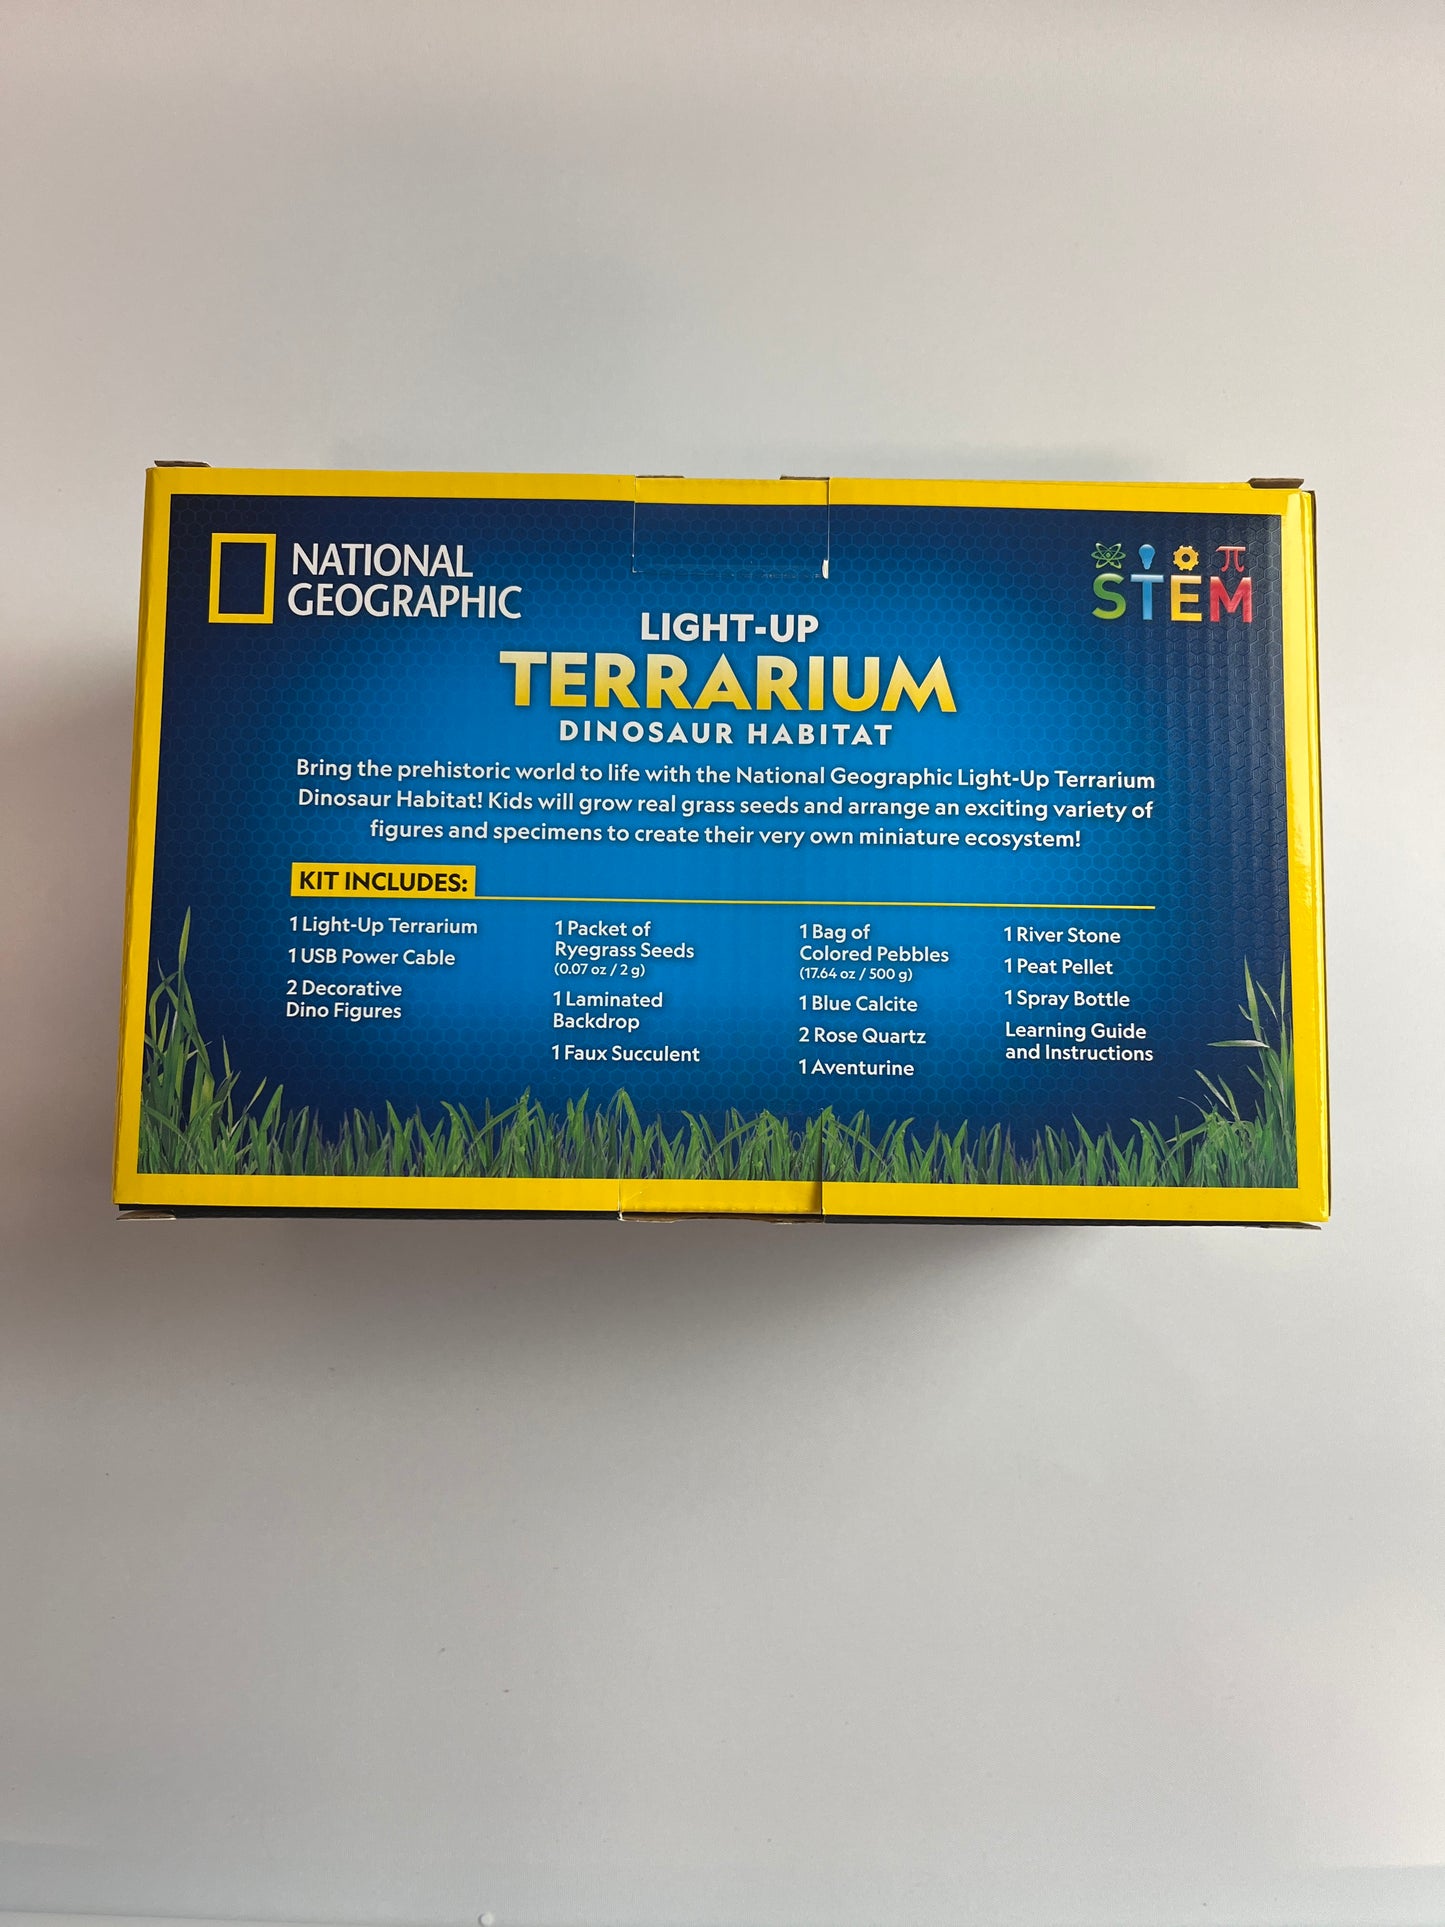 NATIONAL
GEOGRAPHIC
STEM
LIGHT-UP
TERRARIUM
DINOSAUR HABITAT
Bring the prehistoric world to life with the National Geographic Light-Up Terrarium
Dinosaur Habitat! Kids will grow real grass seeds and arrange an exciting variety of
figures and specimens to create their very own miniature ecosystem!
KIT INCLUDES:
1 Light-Up Terrarium
1 USB Power Cable
2 Decorative
Dino Figures
1 Packet of
Ryegrass Seeds
(0.07 oz / 2 g)
1 Laminated
Backdrop
1 Faux Succulent
1 Bag of
Colored Pebbles
(17.64 oz / 500 g)
1 Blue Calcite
2 Rose Quartz
1 Aventurine
1 River Stone
1 Peat Pellet
1 Spray Bottle
Learning Guide
and Instructions